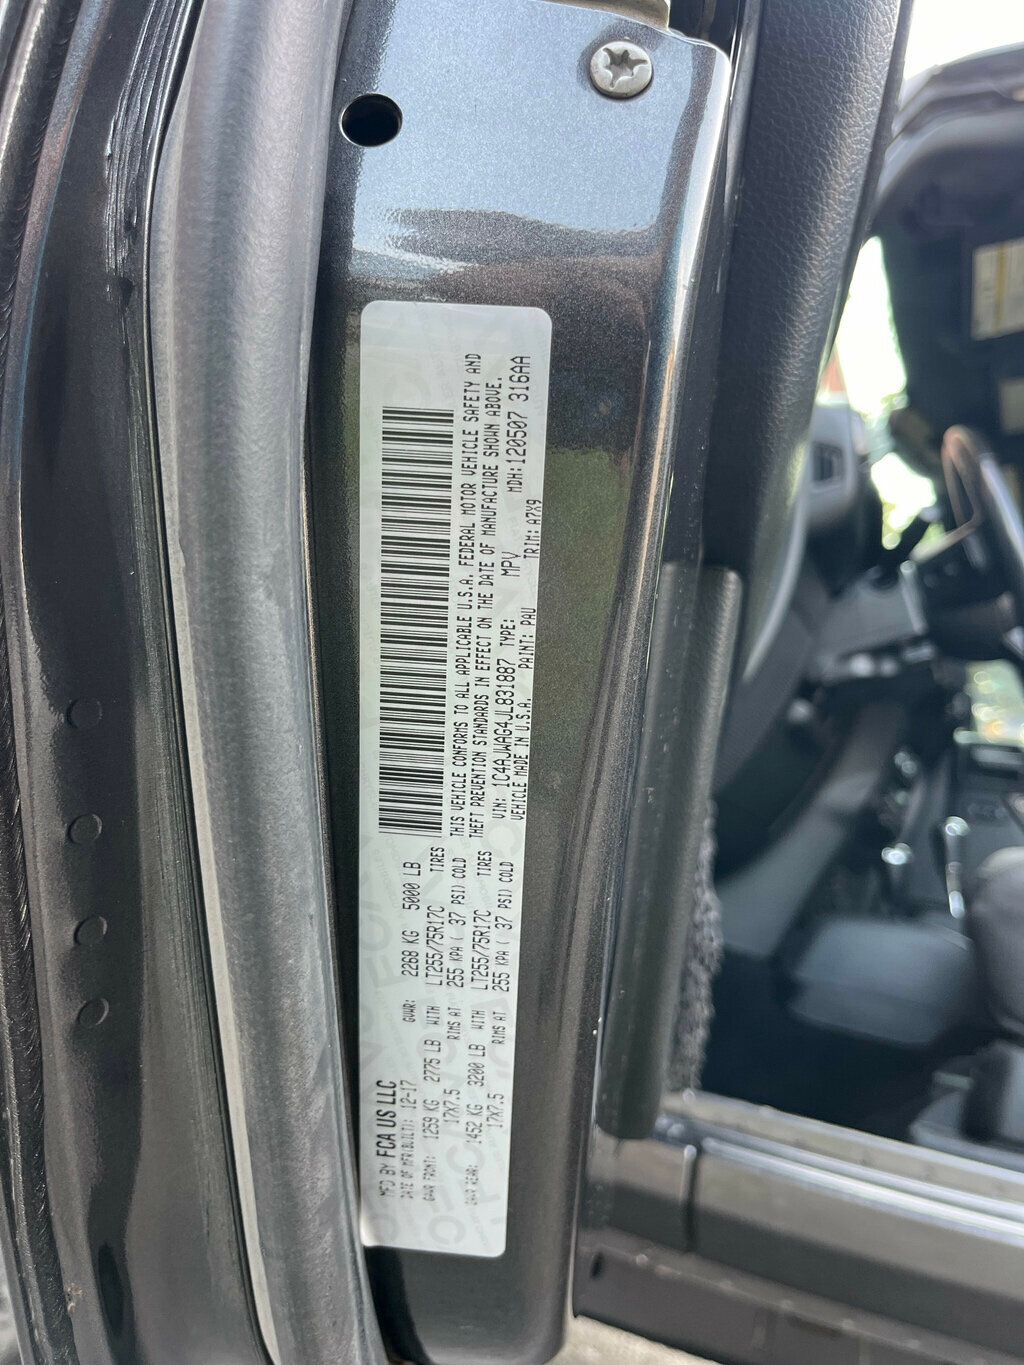 MFD BY FCA US LLC
DATE OF MFR(BUILT): 12-17 GVWR: 2268 KG 5000 LB
GAWR FRONT: 1259 KG 2775 LB WITH LT255/75R17C TIRES
17X7.5 RIMS AT 255 KPA ( 37 PSI) COLD
GAWR REAR: 1452 KG 3200 LB WITH LT255/75R17C TIRES
17X7.5 RIMS AT 255 KPA ( 37 PSI) COLD
THIS VEHICLE CONFORMS TO ALL APPLICABLE U.S.A. FEDERAL MOTOR VEHICLE SAFETY AND
THEFT PREVENTION STANDARDS IN EFFECT ON THE DATE OF MANUFACTURE SHOWN ABOVE.
VIN: 1C4AJWAG4JL831887 TYPE: MPV MDH:120507 316AA
VEHICLE MADE IN U.S.A. PAINT: PAU TRIM: A7X9